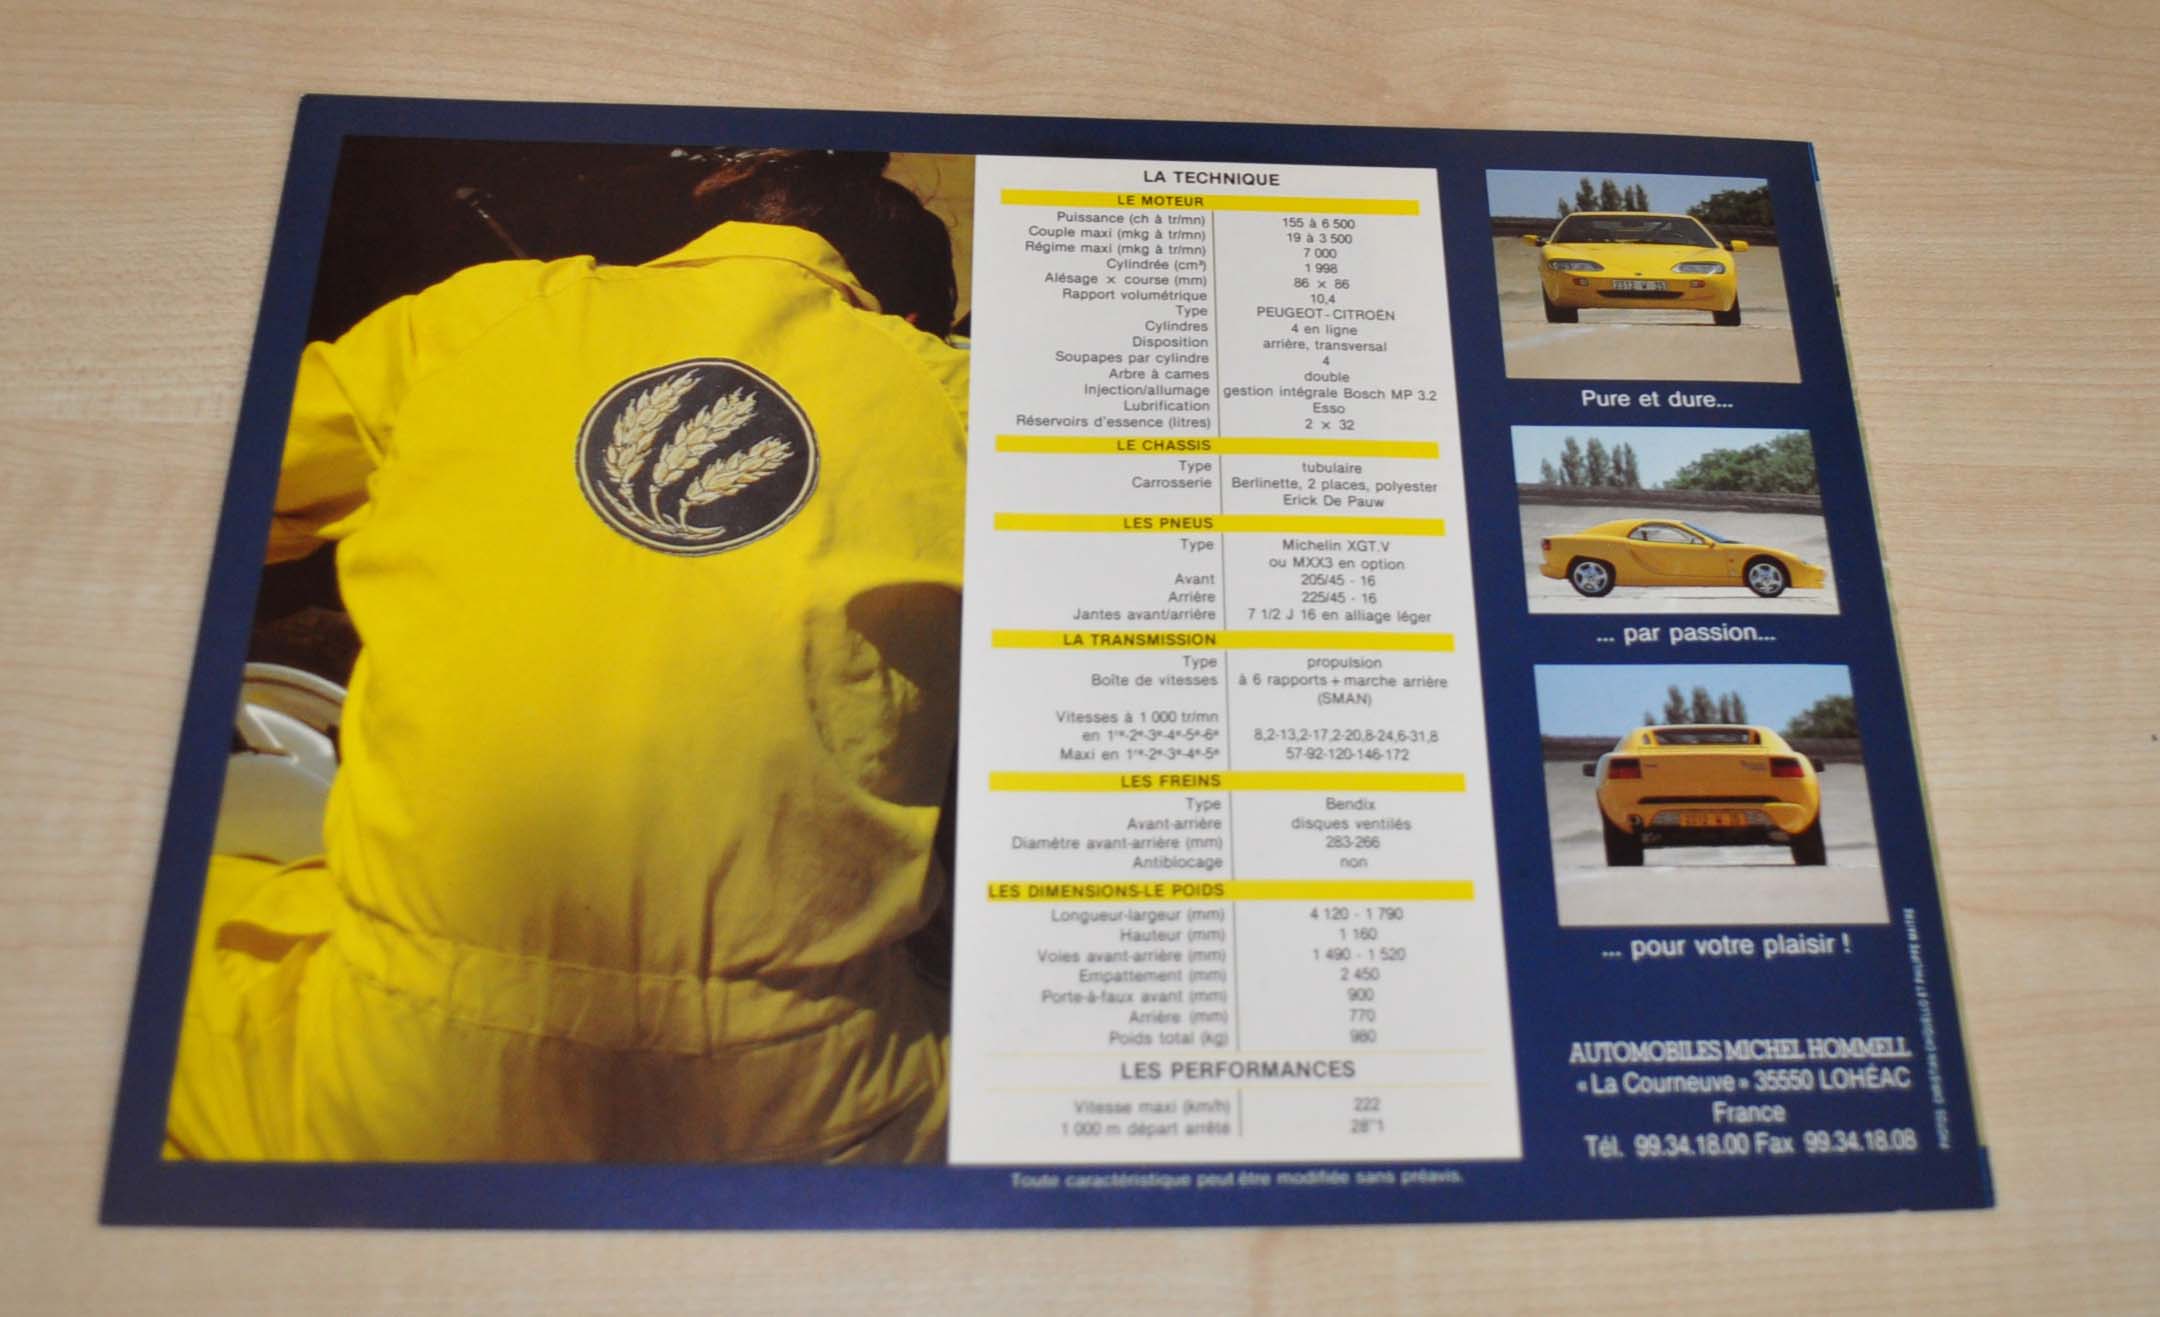 LA TECHNIQUE
LE MOTEUR
Puissance (ch à tr/mn) 155 à 6 500
Couple maxi (mkg à tr/mn) 19 à 3 500
Régime maxi (mkg à tr/mn) 7 000
Cylindrée (cm³) 1 998
Alésage × course (mm) 86 × 86
Rapport volumétrique 10,4
Type PEUGEOT-CITROËN
Cylindres 4 en ligne
Disposition arrière, transversal
Soupapes par cylindre 4
Arbre à cames double
Injection/allumage gestion intégrale Bosch MP 3.2
Lubrification Esso
Réservoirs d'essence (litres) 2 × 32
LE CHASSIS
Type tubulaire
Carrosserie Berlinette, 2 places, polyester
Erick De Pauw
LES PNEUS
Type Michelin XGT.V
ou MXX3 en option
Avant 205/45 - 16
Arrière 225/45 - 16
Jantes avant/arrière 7 1/2 J 16 en alliage léger
LA TRANSMISSION
Type propulsion
Boîte de vitesses à 6 rapports + marche arrière
(SMAN)
Vitesses à 1 000 tr/mn
en 1re-2e-3e-4e-5e-6e 8,2-13,2-17,2-20,8-24,6-31,8
Maxi en 1re-2e-3e-4e-5e 57-92-120-146-172
LES FREINS
Type Bendix
Avant-arrière disques ventilés
Diamètre avant-arrière (mm) 283-266
Antiblocage non
LES DIMENSIONS-LE POIDS
Longueur-largeur (mm) 4 120 - 1 790
Hauteur (mm) 1 160
Voies avant-arrière (mm) 1 490 - 1 520
Empattement (mm) 2 450
Porte-à-faux avant (mm) 900
Arrière (mm) 770
Poids total (kg) 980
LES PERFORMANCES
Vitesse maxi (km/h) 222
1 000 m départ arrêté 28''1
Toute caractéristique peut être modifiée sans préavis.
Pure et dure...
... par passion...
... pour votre plaisir !
AUTOMOBILES MICHEL HOMMELL
« La Courneuve » 35550 LOHÉAC
France
Tél. 99.34.18.00 Fax 99.34.18.08
PHOTOS CHRISTIAN CHIQUELLO ET PHILIPPE MAITRE